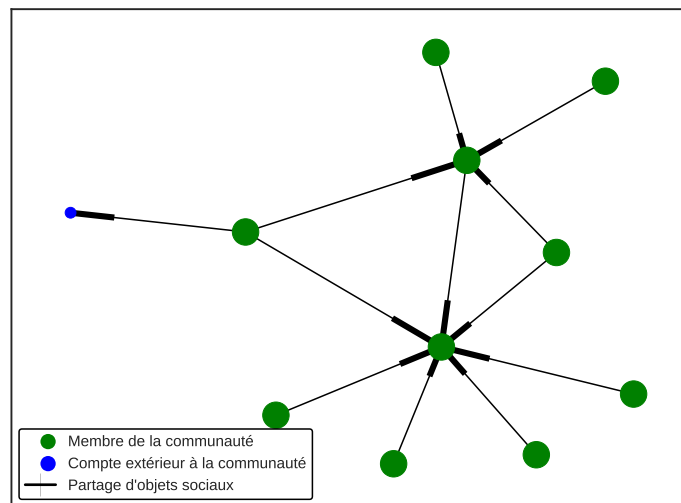 Membre de la communauté
Compte extérieur à la communauté
Partage d'objets sociaux